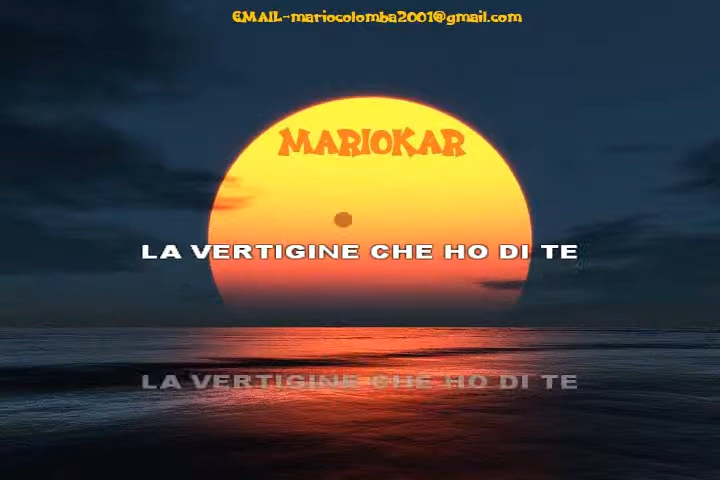 EMAIL-mariocolomba2001@gmail.com
MARIOKAR
LA VERTIGINE CHE HO DI TE
LA VERTIGINE CHE HO DI TE